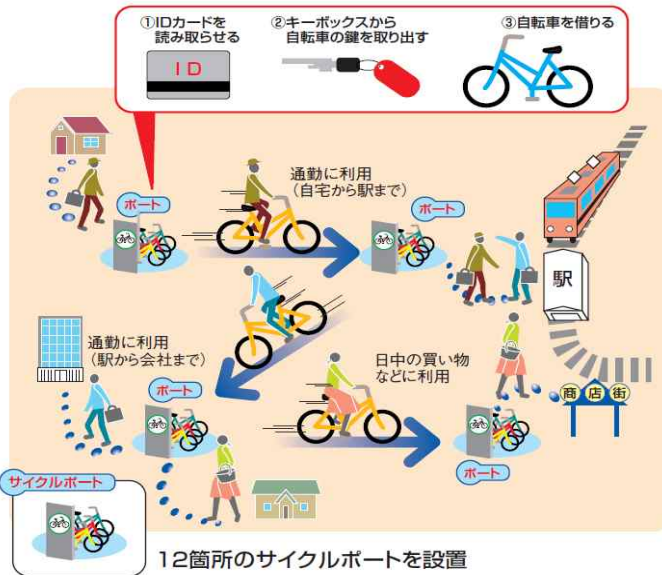 ①IDカードを
読み取らせる
ID
②キーボックスから
自転車の鍵を取り出す
③自転車を借りる
通勤に利用
(自宅から駅まで)
ポート
ポート
駅
通勤に利用
(駅から会社まで)
ポート
日中の買い物
などに利用
商店街
ポート
サイクルポート
12箇所のサイクルポートを設置